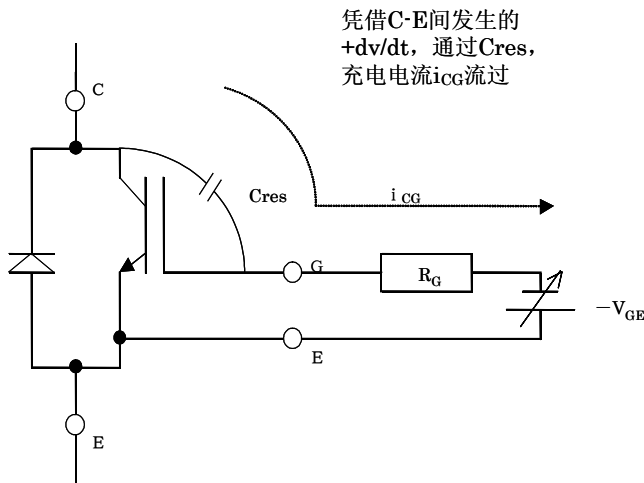 凭借C-E间发生的
+dv/dt，通过Cres，
充电电流iCG流过
C
Cres
i CG
G
RG
－VGE
E
E